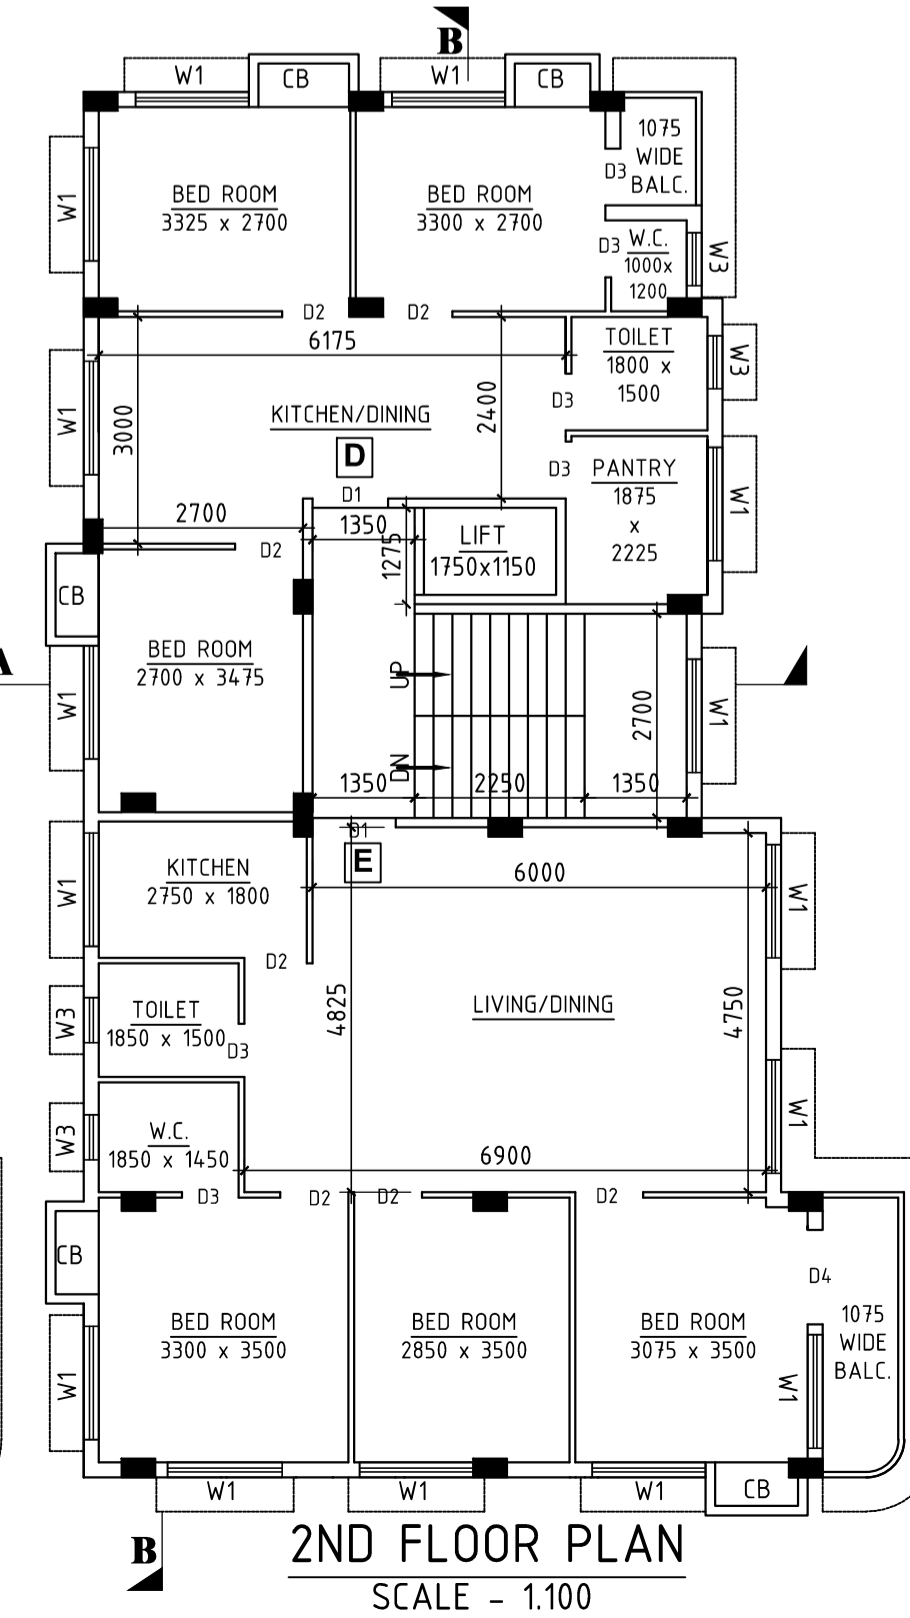 B
W1
CB
W1
CB
1075
WIDE
BALC.
D3
BED ROOM
3325 x 2700
BED ROOM
3300 x 2700
W1
D3
W.C.
1000x
1200
W3
D2
D2
6175
TOILET
1800 x
1500
W3
W1
3000
KITCHEN/DINING
2400
D3
D
D3
PANTRY
1875
x
2225
W1
D1
2700
1350
1275
LIFT
1750x1150
D2
CB
BED ROOM
2700 x 3475
A
UP
W1
2700
W1
DN
1350
2250
1350
D1
E
KITCHEN
2750 x 1800
W1
6000
W1
D2
TOILET
1850 x 1500
W3
D3
4825
LIVING/DINING
4750
W.C.
1850 x 1450
W3
W1
6900
D3
D2
D2
D2
CB
D4
BED ROOM
3300 x 3500
BED ROOM
2850 x 3500
BED ROOM
3075 x 3500
1075
WIDE
BALC.
W1
W1
W1
W1
W1
CB
B
2ND FLOOR PLAN
SCALE - 1.100